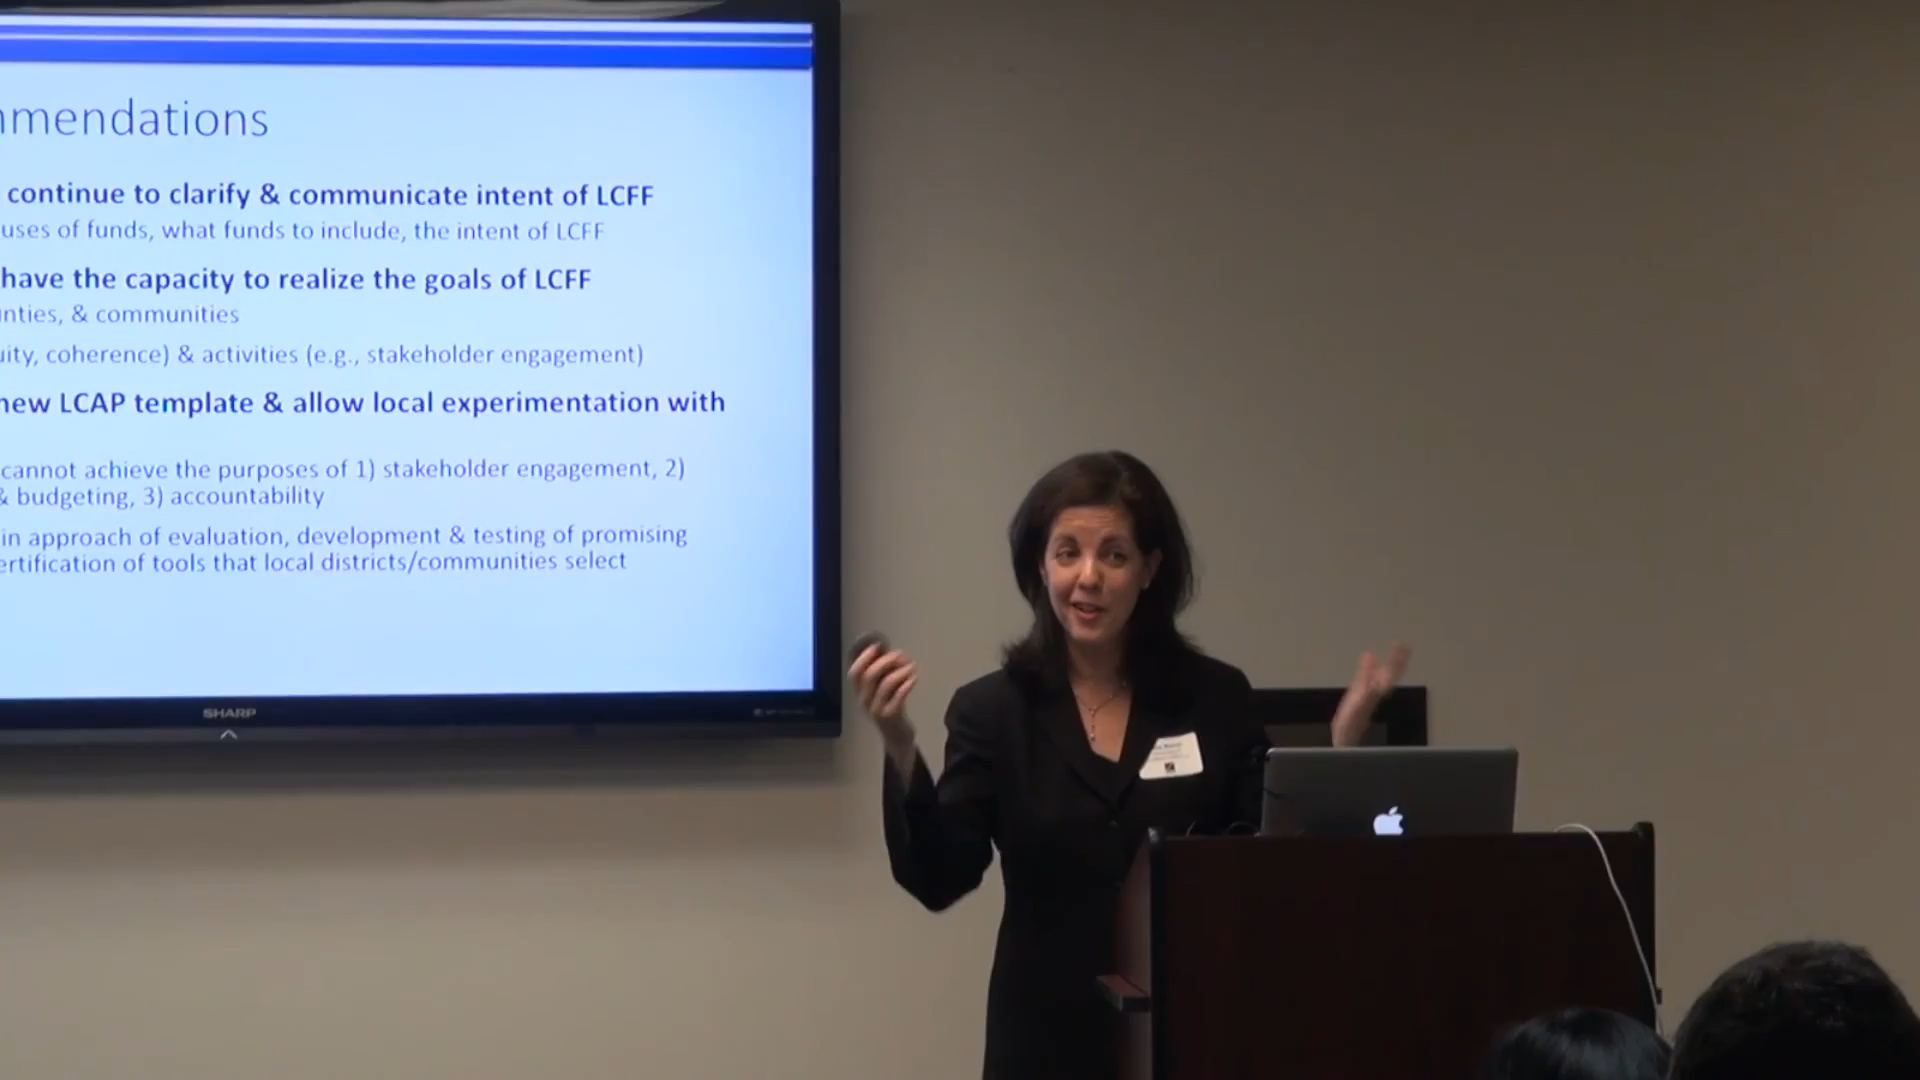 mmendations
continue to clarify & communicate intent of LCFF
uses of funds, what funds to include, the intent of LCFF
have the capacity to realize the goals of LCFF
nties, & communities
uity, coherence) & activities (e.g., stakeholder engagement)
new LCAP template & allow local experimentation with
cannot achieve the purposes of 1) stakeholder engagement, 2)
& budgeting, 3) accountability
in approach of evaluation, development & testing of promising
ertification of tools that local districts/communities select
SHARP